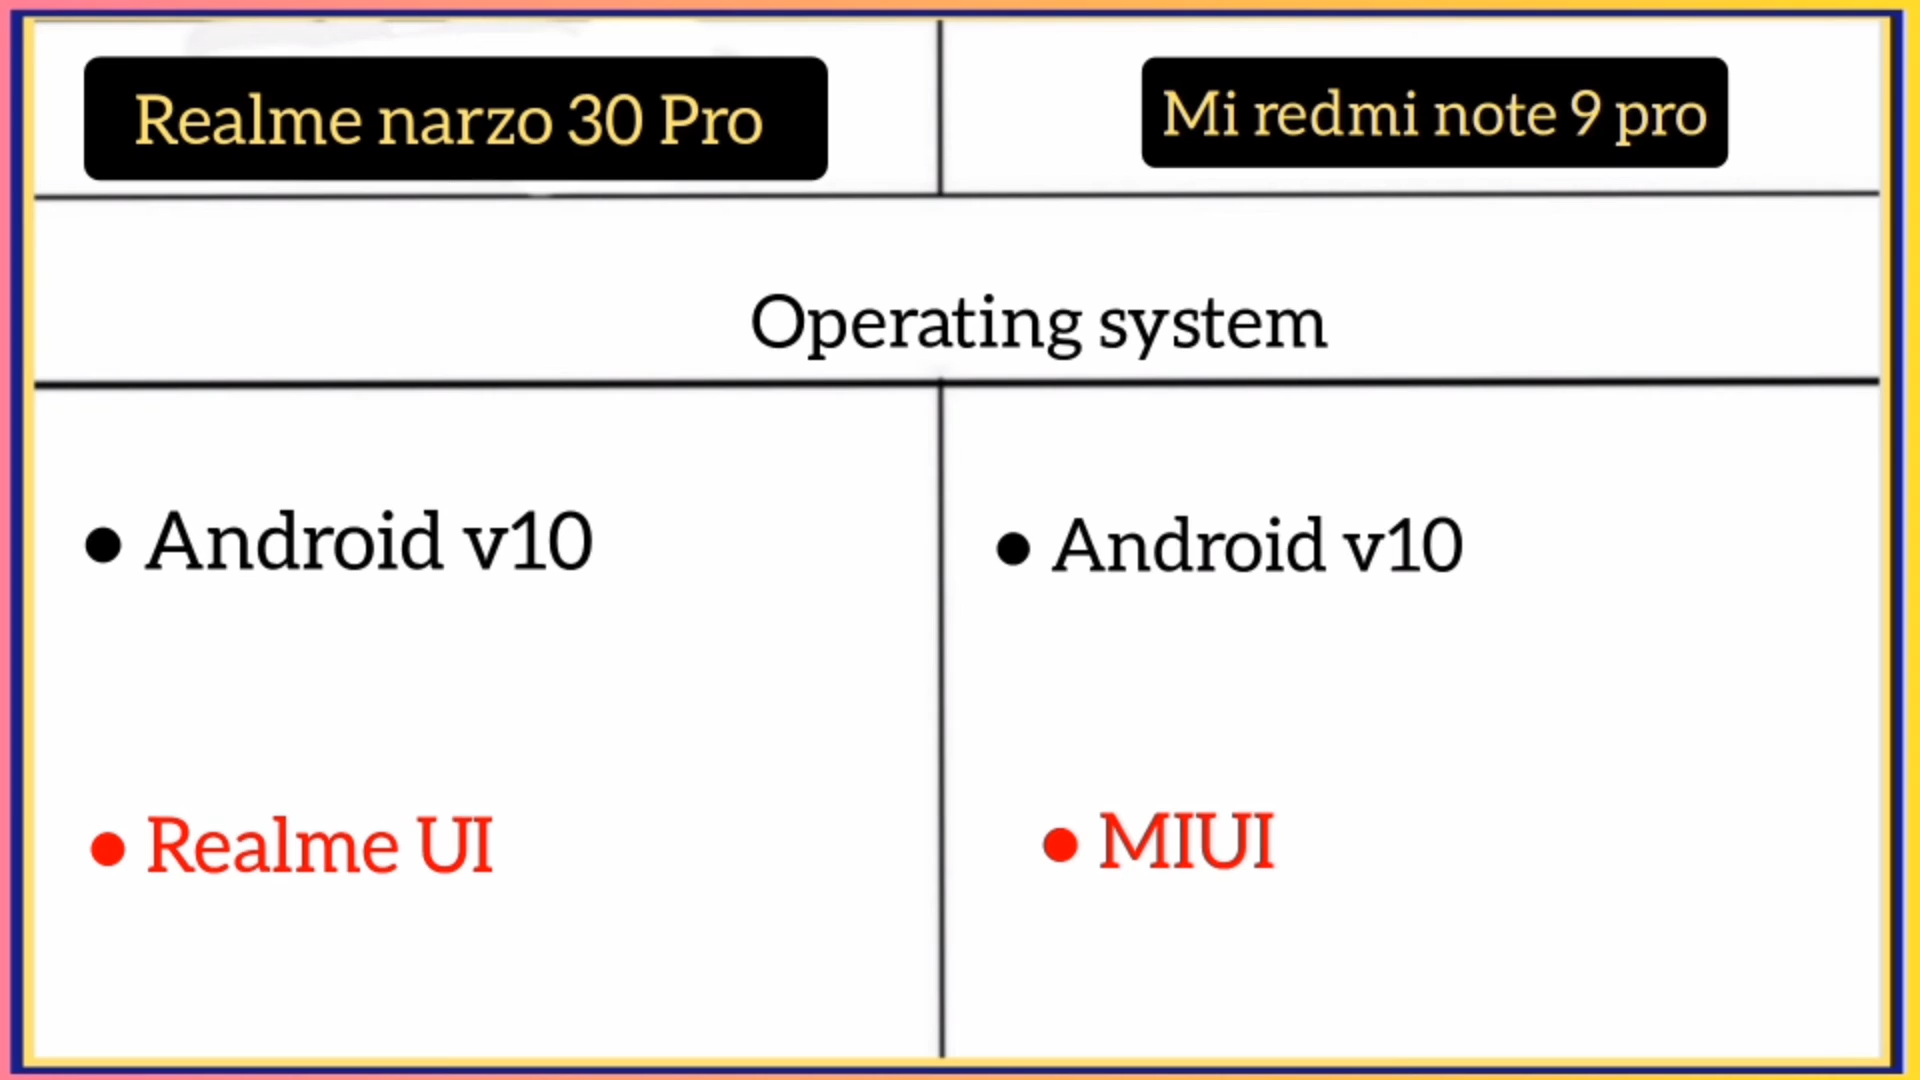 Realme narzo 30 Pro
Mi redmi note 9 pro
Operating system
• Android v10
• Android v10
• Realme UI
• MIUI